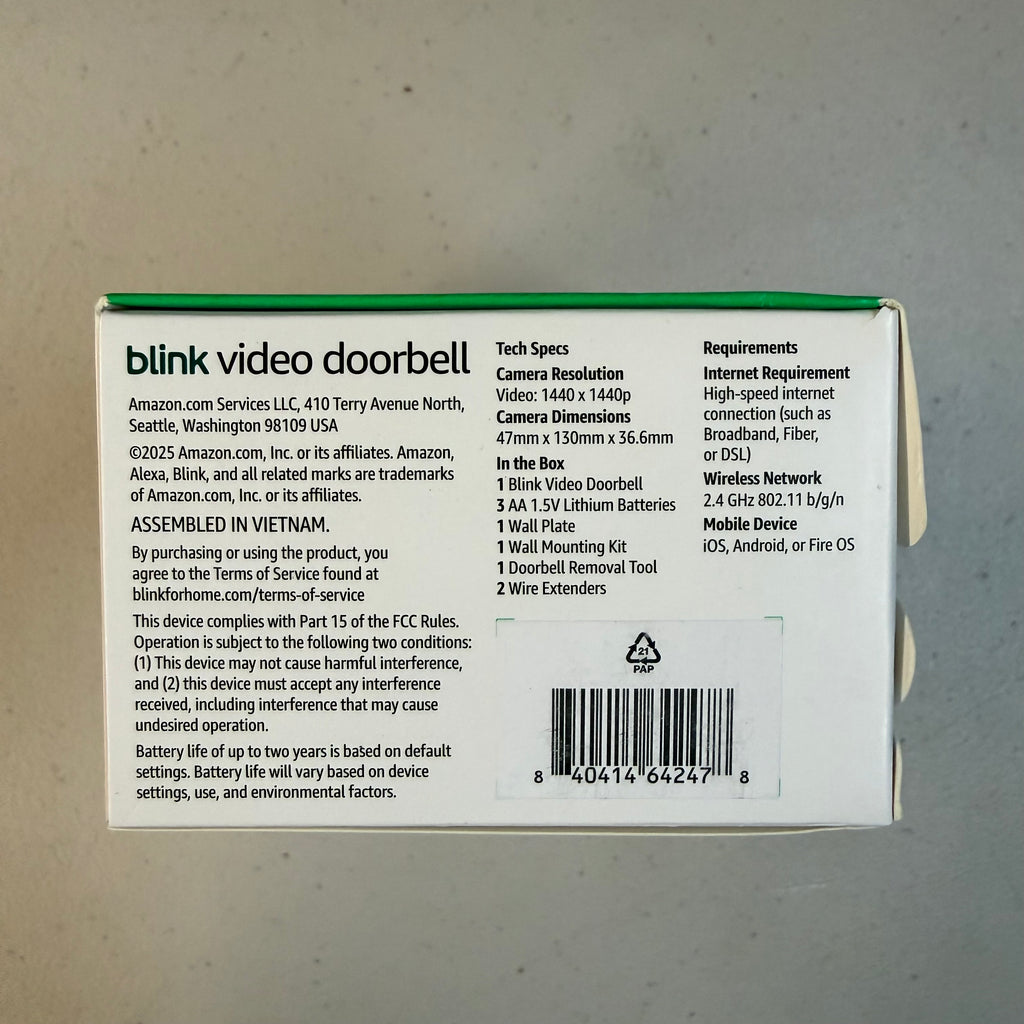 blink video doorbell
Amazon.com Services LLC, 410 Terry Avenue North,
Seattle, Washington 98109 USA
©2025 Amazon.com, Inc. or its affiliates. Amazon,
Alexa, Blink, and all related marks are trademarks
of Amazon.com, Inc. or its affiliates.
ASSEMBLED IN VIETNAM.
By purchasing or using the product, you
agree to the Terms of Service found at
blinkforhome.com/terms-of-service
This device complies with Part 15 of the FCC Rules.
Operation is subject to the following two conditions:
(1) This device may not cause harmful interference,
and (2) this device must accept any interference
received, including interference that may cause
undesired operation.
Battery life of up to two years is based on default
settings. Battery life will vary based on device
settings, use, and environmental factors.
Tech Specs
Camera Resolution
Video: 1440 x 1440p
Camera Dimensions
47mm x 130mm x 36.6mm
In the Box
1 Blink Video Doorbell
3 AA 1.5V Lithium Batteries
1 Wall Plate
1 Wall Mounting Kit
1 Doorbell Removal Tool
2 Wire Extenders
Requirements
Internet Requirement
High-speed internet
connection (such as
Broadband, Fiber,
or DSL)
Wireless Network
2.4 GHz 802.11 b/g/n
Mobile Device
iOS, Android, or Fire OS
21
PAP
8 40414 64247 8